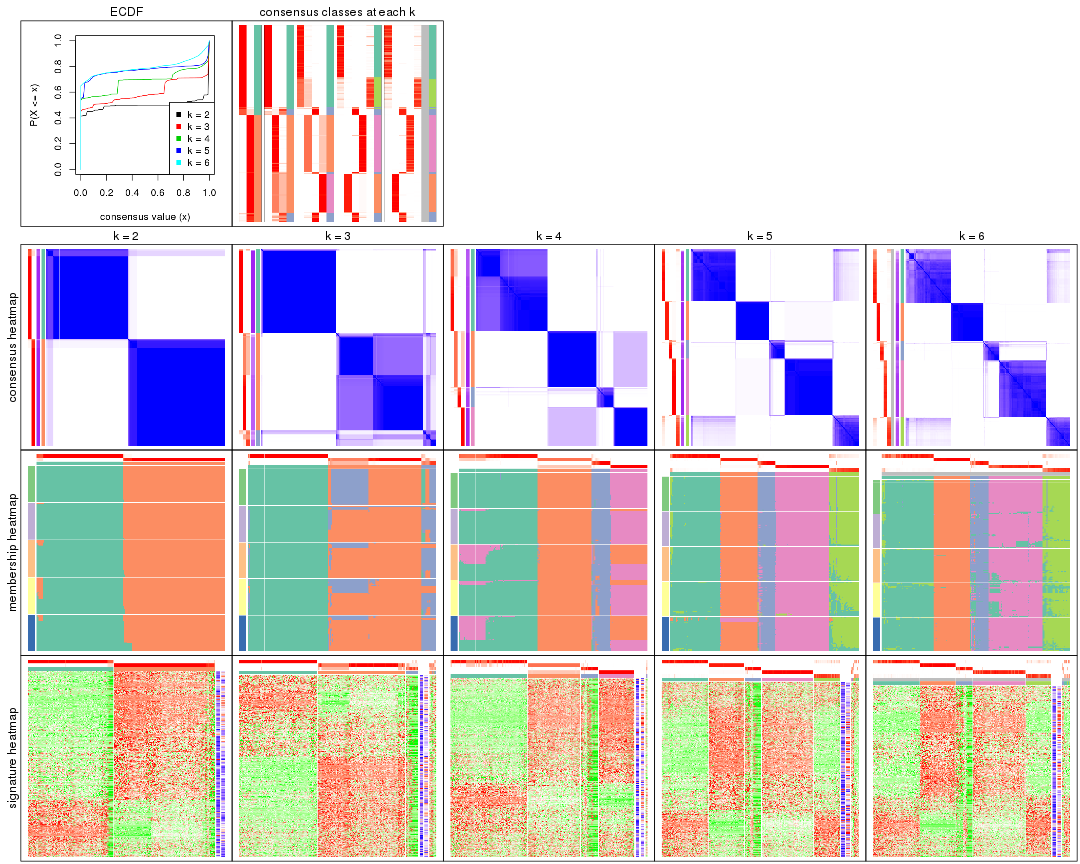 ECDF
consensus classes at each k
P(X <= x)
0.0 0.2 0.4 0.6 0.8 1.0
k = 2
k = 3
k = 4
k = 5
k = 6
0.0 0.2 0.4 0.6 0.8 1.0
consensus value (x)
k = 2 k = 3 k = 4 k = 5 k = 6
consensus heatmap
membership heatmap
signature heatmap